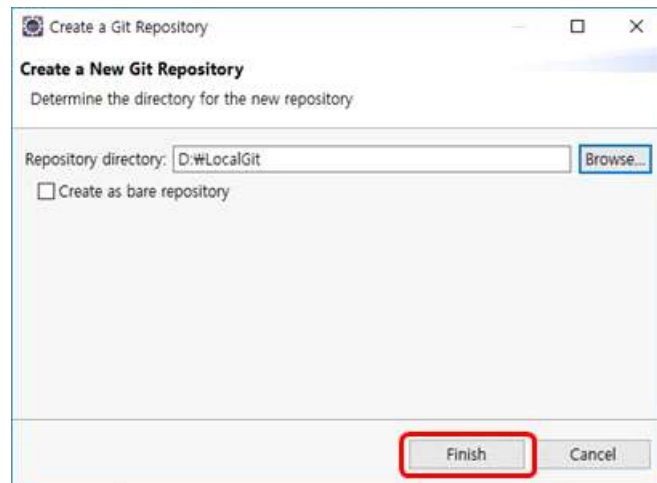 Create a Git Repository
Create a New Git Repository
Determine the directory for the new repository
Repository directory: D:₩LocalGit Browse...
Create as bare repository
Finish Cancel